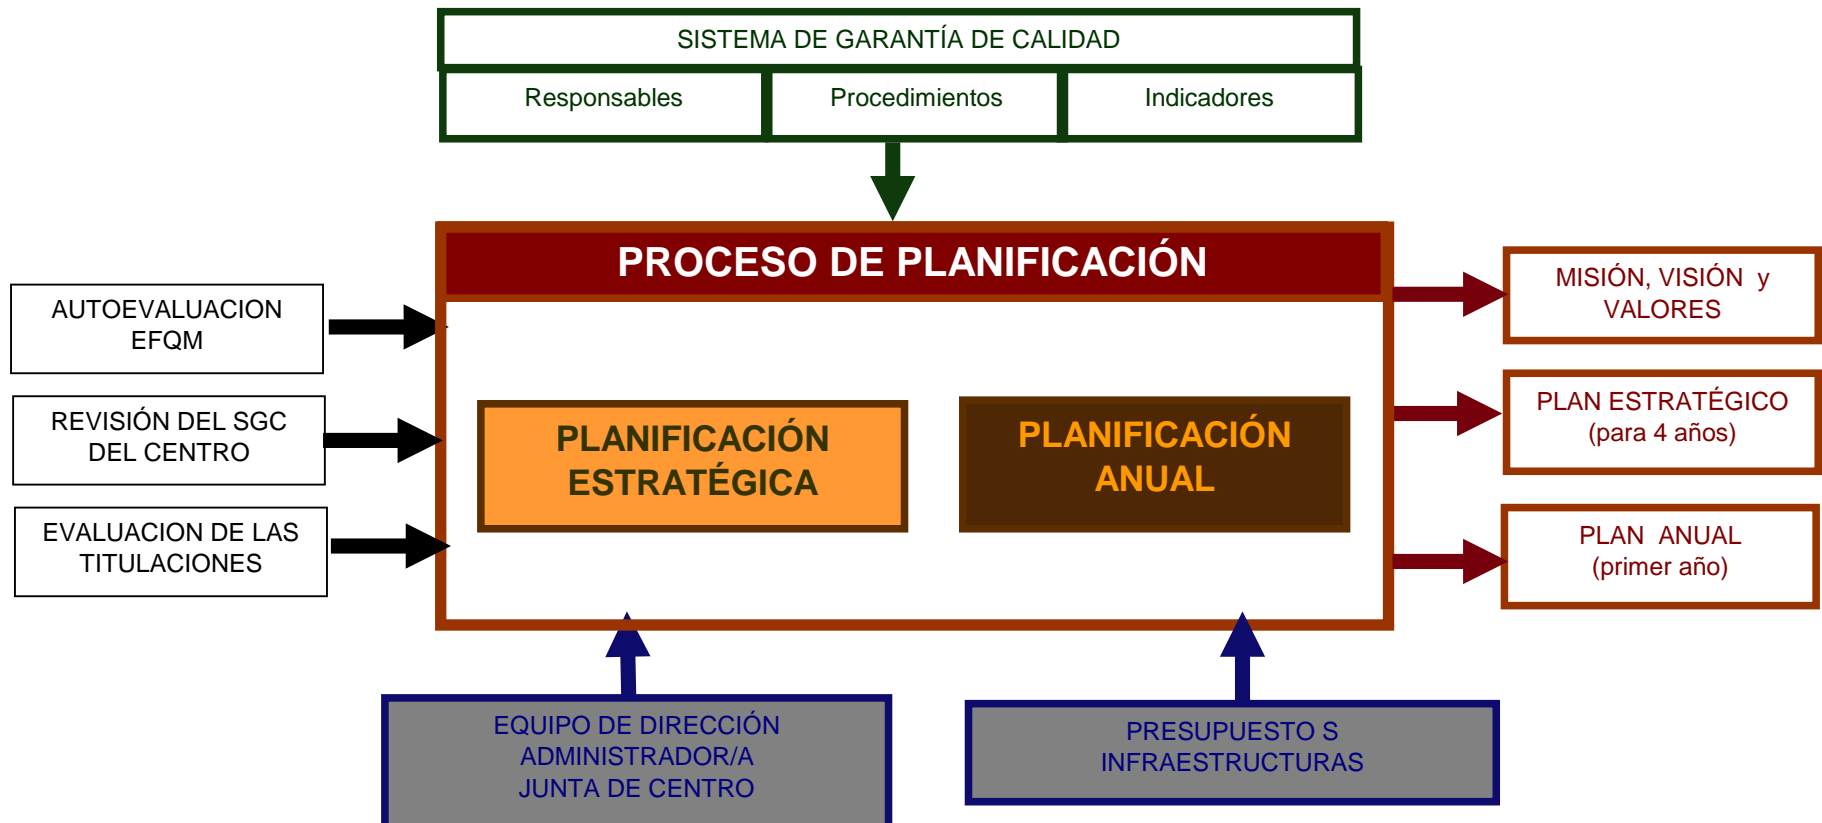 SISTEMA DE GARANTÍA DE CALIDAD
Responsables
Procedimientos
Indicadores
PROCESO DE PLANIFICACIÓN
AUTOEVALUACION
EFQM
REVISIÓN DEL SGC
DEL CENTRO
EVALUACION DE LAS
TITULACIONES
PLANIFICACIÓN
ESTRATÉGICA
PLANIFICACIÓN
ANUAL
MISIÓN, VISIÓN y
VALORES
PLAN ESTRATÉGICO
(para 4 años)
PLAN ANUAL
(primer año)
EQUIPO DE DIRECCIÓN
ADMINISTRADOR/A
JUNTA DE CENTRO
PRESUPUESTO S
INFRAESTRUCTURAS